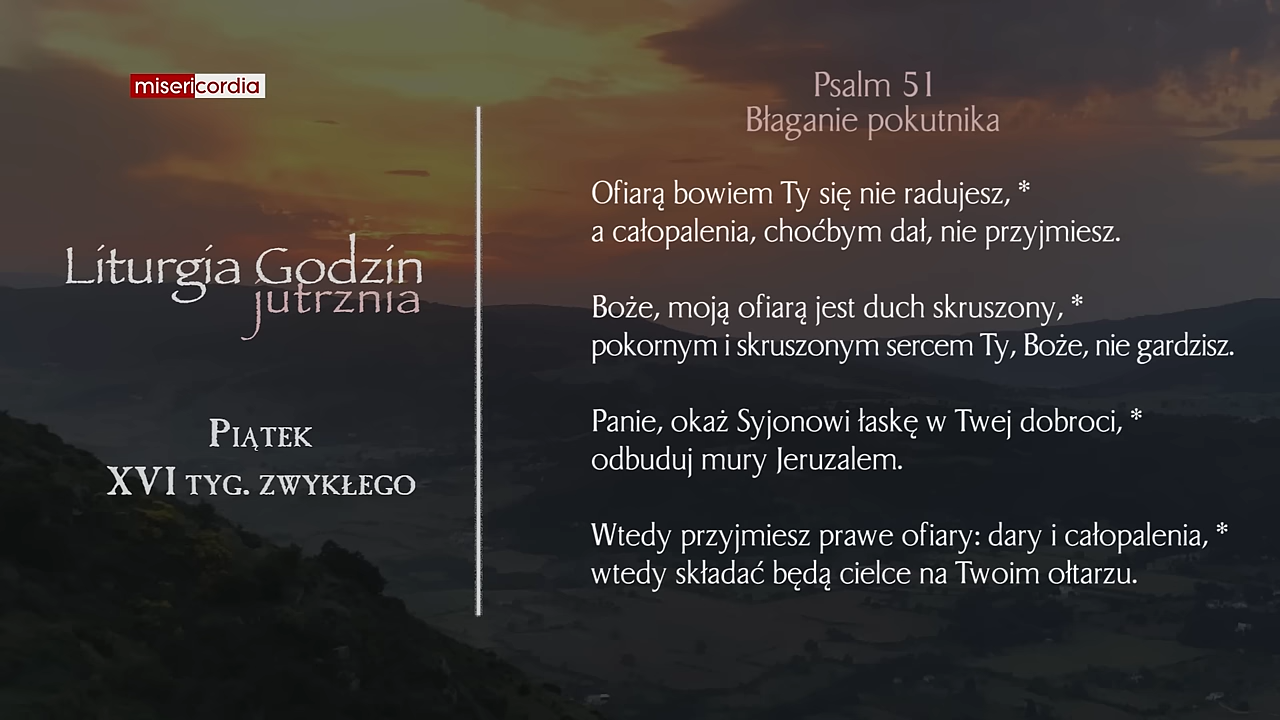 misericordia
Liturgia Godzin
jutrznia
Piątek
XVI tyg. zwykłego
Psalm 51
Błaganie pokutnika
Ofiarą bowiem Ty się nie radujesz, *
a całopalenia, choćbym dał, nie przyjmiesz.
Boże, moją ofiarą jest duch skruszony, *
pokornym i skruszonym sercem Ty, Boże, nie gardzisz.
Panie, okaż Syjonowi łaskę w Twej dobroci, *
odbuduj mury Jeruzalem.
Wtedy przyjmiesz prawe ofiary: dary i całopalenia, *
wtedy składać będą cielce na Twoim ołtarzu.